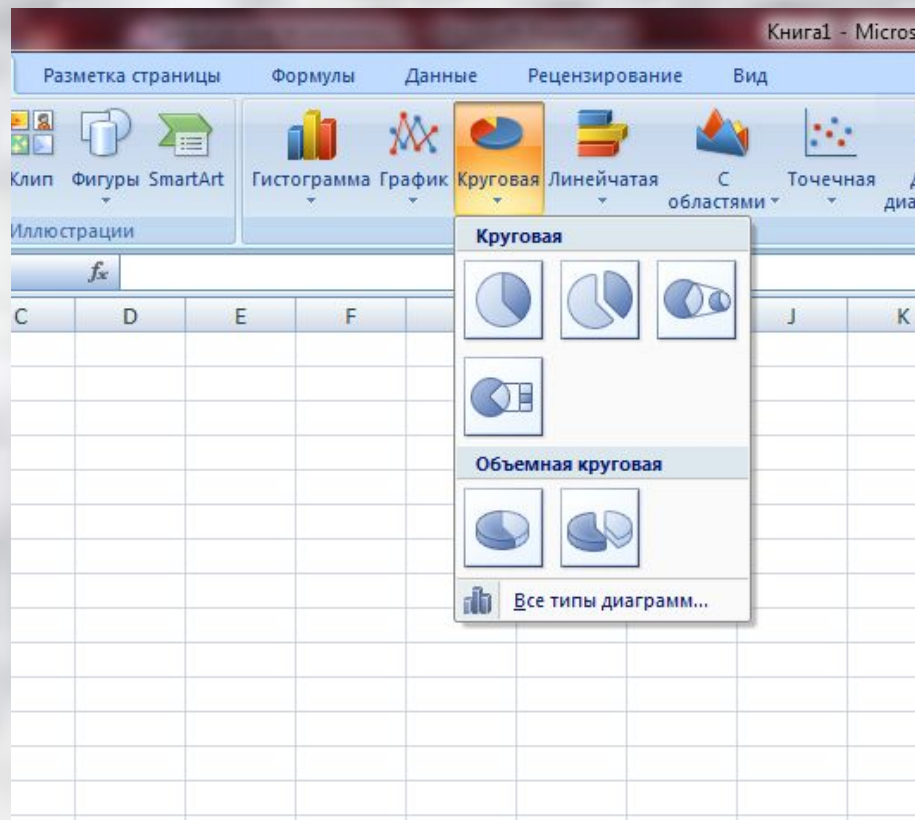 Книга1 - Micros
Разметка страницы Формулы Данные Рецензирование Вид
Клип Фигуры SmartArt Гистограмма График Круговая Линейчатая С областями Точечная
диа
Иллюстрации
Круговая
fx
C D E F J K
Объемная круговая
Все типы диаграмм...